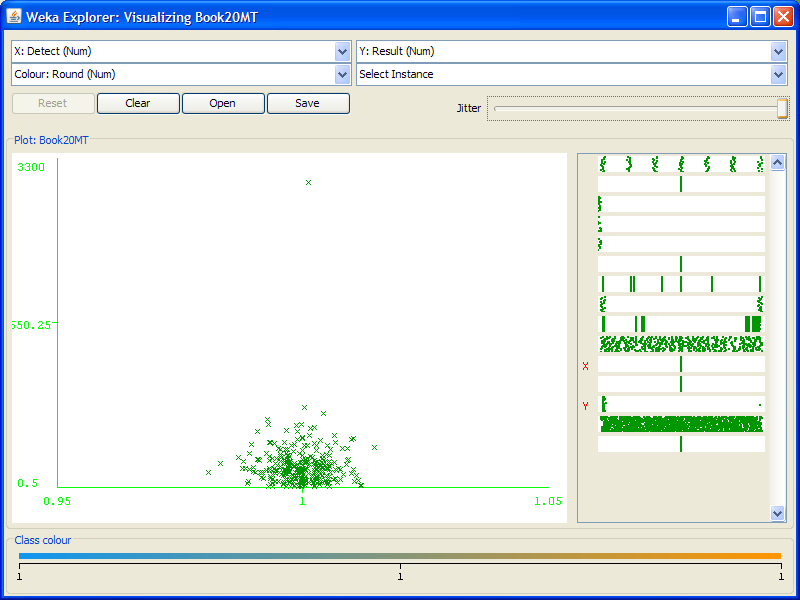 Weka Explorer: Visualizing Book20MT
X: Detect (Num) Y: Result (Num)
Colour: Round (Num) Select Instance
Reset Clear Open Save Jitter
Plot: Book20MT
3300
550.25
0.5
0.95 1 1.05
X
Y
Class colour
1 1 1